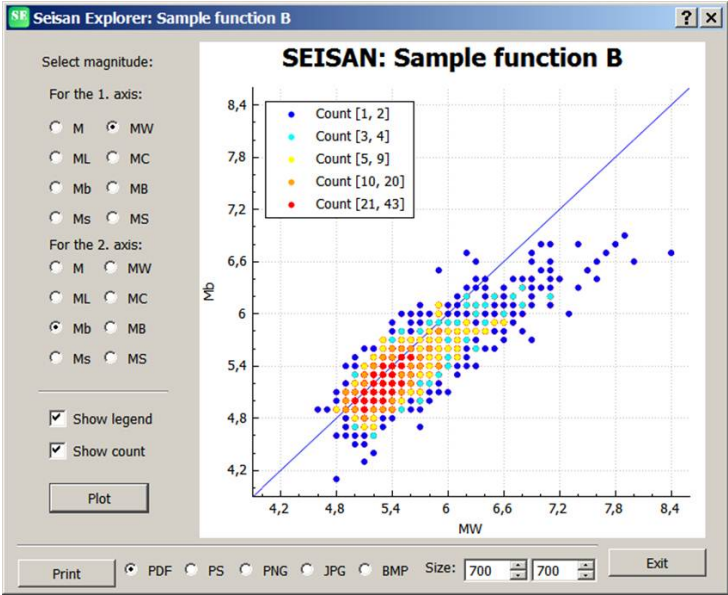 SE Seisan Explorer: Sample function B ? ×
Select magnitude:
For the 1. axis:
M MW
ML MC
Mb MB
Ms MS
For the 2. axis:
M MW
ML MC
Mb MB
Ms MS
Show legend
Show count
Plot
SEISAN: Sample function B
Count [1, 2]
Count [3, 4]
Count [5, 9]
Count [10, 20]
Count [21, 43]
8,4
7,8
7,2
6,6
6
5,4
4,8
4,2
Mb
4,2 4,8 5,4 6 6,6 7,2 7,8 8,4
MW
Print PDF PS PNG JPG BMP Size: 700 700 Exit